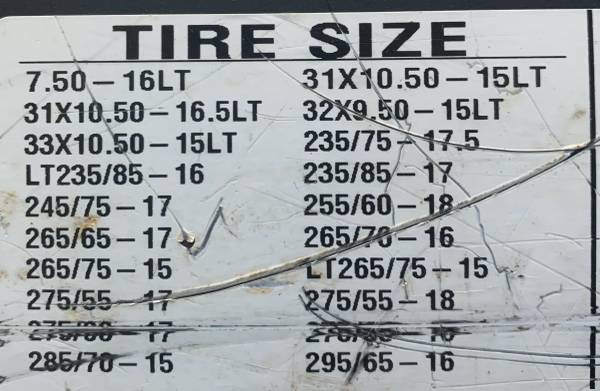 TIRE SIZE
7.50 – 16LT 31X10.50 – 15LT
31X10.50 – 16.5LT 32X9.50 – 15LT
33X10.50 – 15LT 235/75 – 17.5
LT235/85 – 16 235/85 – 17
245/75 – 17 255/60 – 18
265/65 – 17 265/70 – 16
265/75 – 15 LT265/75 – 15
275/55 – 17 275/55 – 18
– 17
285/70 – 15 295/65 – 16